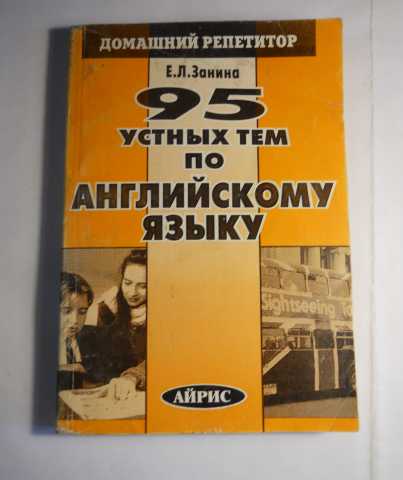 ДОМАШНИЙ РЕПЕТИТОР
Е.Л.Занина
95
УСТНЫХ ТЕМ
ПО
АНГЛИЙСКОМУ
ЯЗЫКУ
Sightseeing
АЙРИС